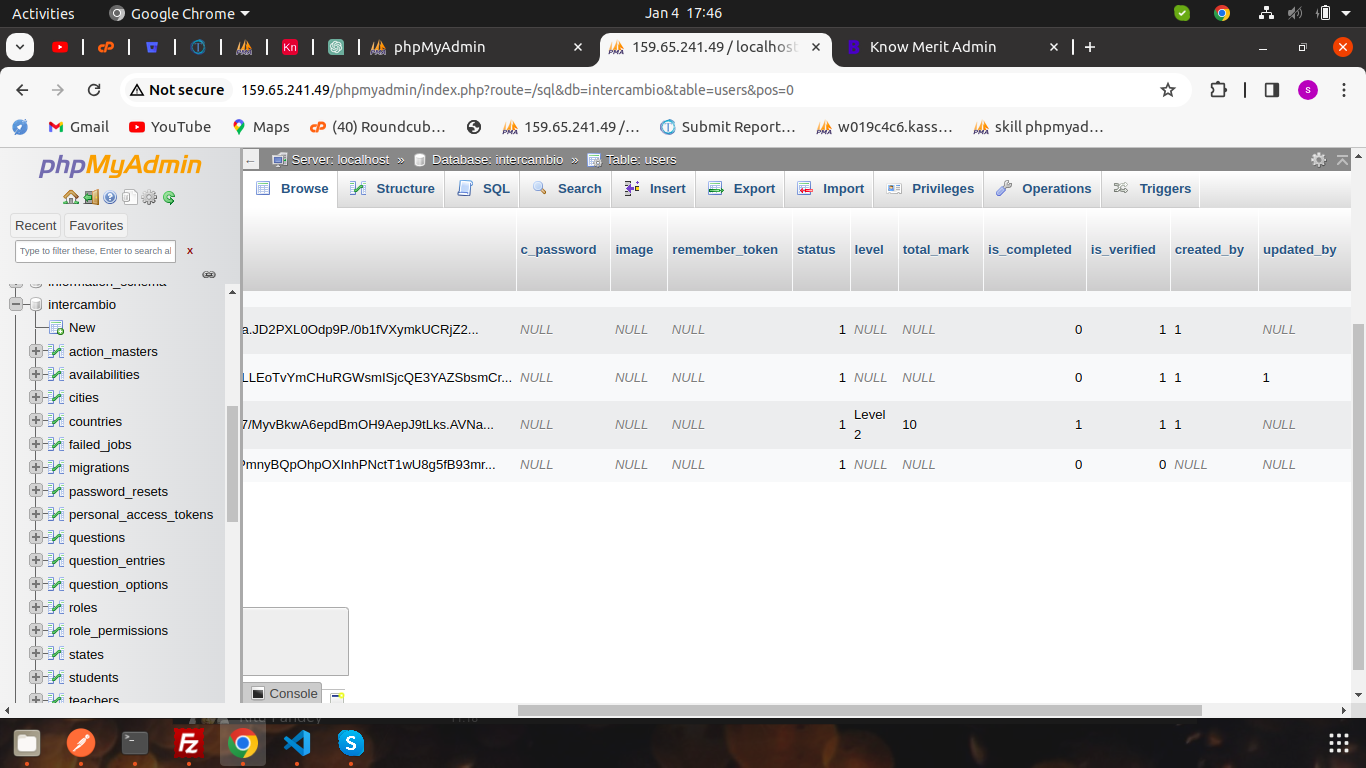 Activities Google Chrome Jan 4 17:46
phpMyAdmin 159.65.241.49 / localhost Know Merit Admin
Not secure 159.65.241.49/phpmyadmin/index.php?route=/sql&db=intercambio&table=users&pos=0
Gmail YouTube Maps (40) Roundcub… 159.65.241.49 /… Submit Report… w019c4c6.kass… skill phpmyad…
phpMyAdmin
Recent Favorites
Type to filter these, Enter to search al x
information_schema
intercambio
New
action_masters
availabilities
cities
countries
failed_jobs
migrations
password_resets
personal_access_tokens
questions
question_entries
question_options
roles
role_permissions
states
students
teachers
Server: localhost » Database: intercambio » Table: users
Browse Structure SQL Search Insert Export Import Privileges Operations Triggers
c_password image remember_token status level total_mark is_completed is_verified created_by updated_by
a.JD2PXL0Odp9P./0b1fVXymkUCRjZ2... NULL NULL NULL 1 NULL NULL 0 1 1 NULL
LLEoTvYmCHuRGWsmISjcQE3YAZSbsmCr... NULL NULL NULL 1 NULL NULL 0 1 1 1
7/MyvBkwA6epdBmOH9AepJ9tLks.AVNa... NULL NULL NULL 1 Level 2 10 1 1 1 NULL
PmnyBQpOhpOXInhPNctT1wU8g5fB93mr... NULL NULL NULL 1 NULL NULL 0 0 NULL NULL
Console